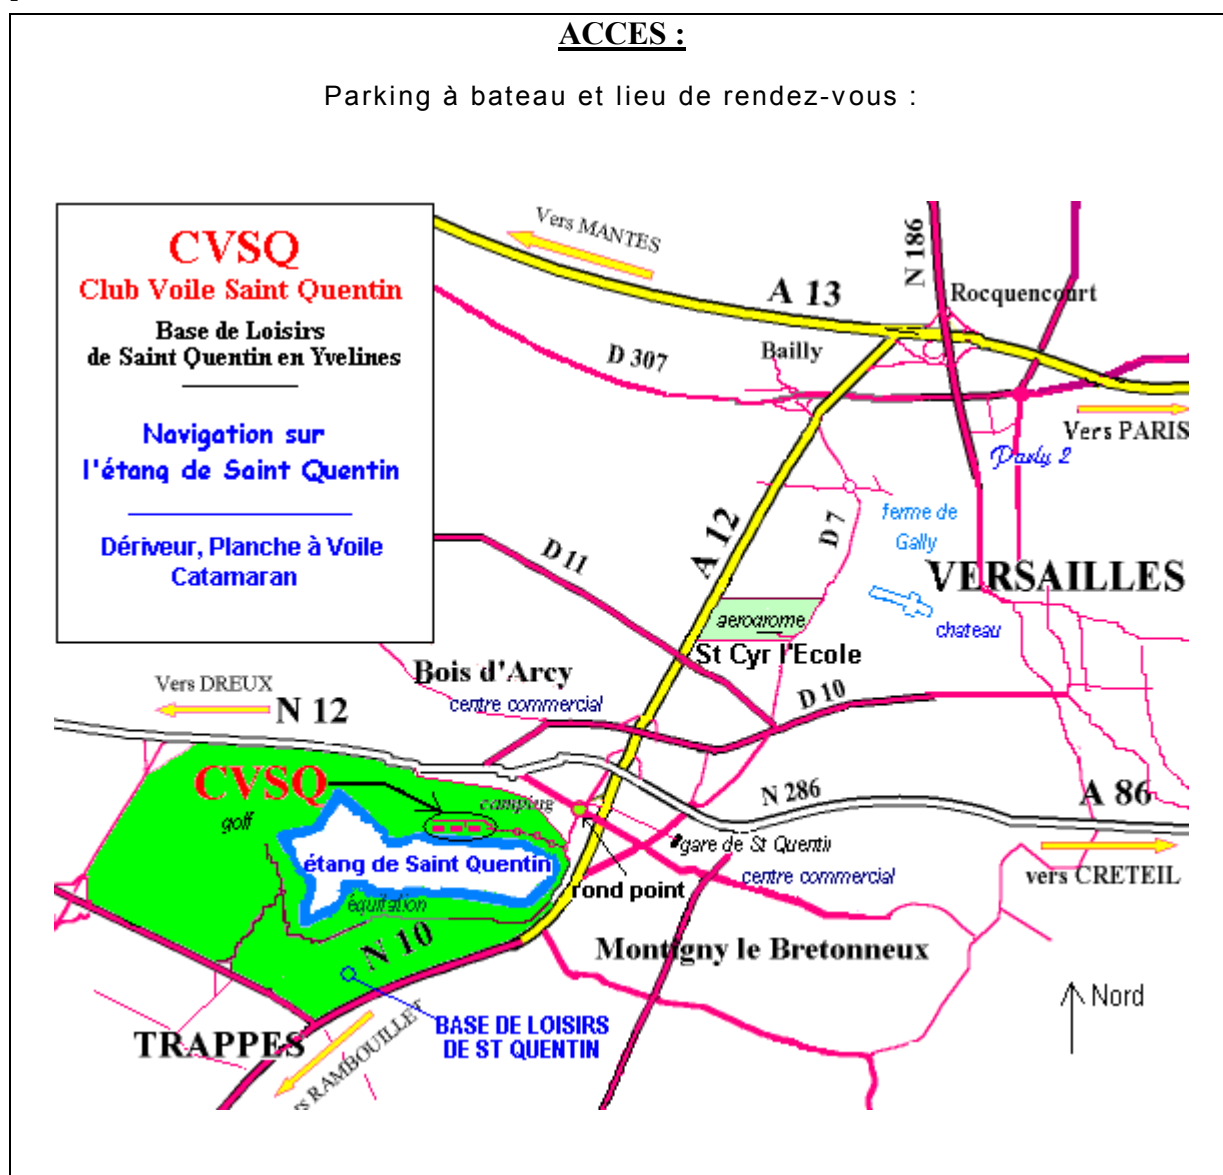 ACCES :
Parking à bateau et lieu de rendez-vous :
CVSQ
Club Voile Saint Quentin
Base de Loisirs
de Saint Quentin en Yvelines
Navigation sur
l'étang de Saint Quentin
Dériveur, Planche à Voile
Catamaran
Vers MANTES
A 13
N 186
Rocquencourt
Bailly
D 307
Vers PARIS
Parly 2
A 12
D 7
ferme de
Gally
D 11
VERSAILLES
aerodrome
chateau
St Cyr l'Ecole
Bois d'Arcy
centre commercial
Vers DREUX
N 12
D 10
CVSQ
camping
golf
N 286
A 86
gare de St Quentin
étang de Saint Quentin
rond point
centre commercial
vers CRETEIL
équitation
N 10
Montigny le Bretonneux
Nord
BASE DE LOISIRS
DE ST QUENTIN
TRAPPES
RAMBOUILLET